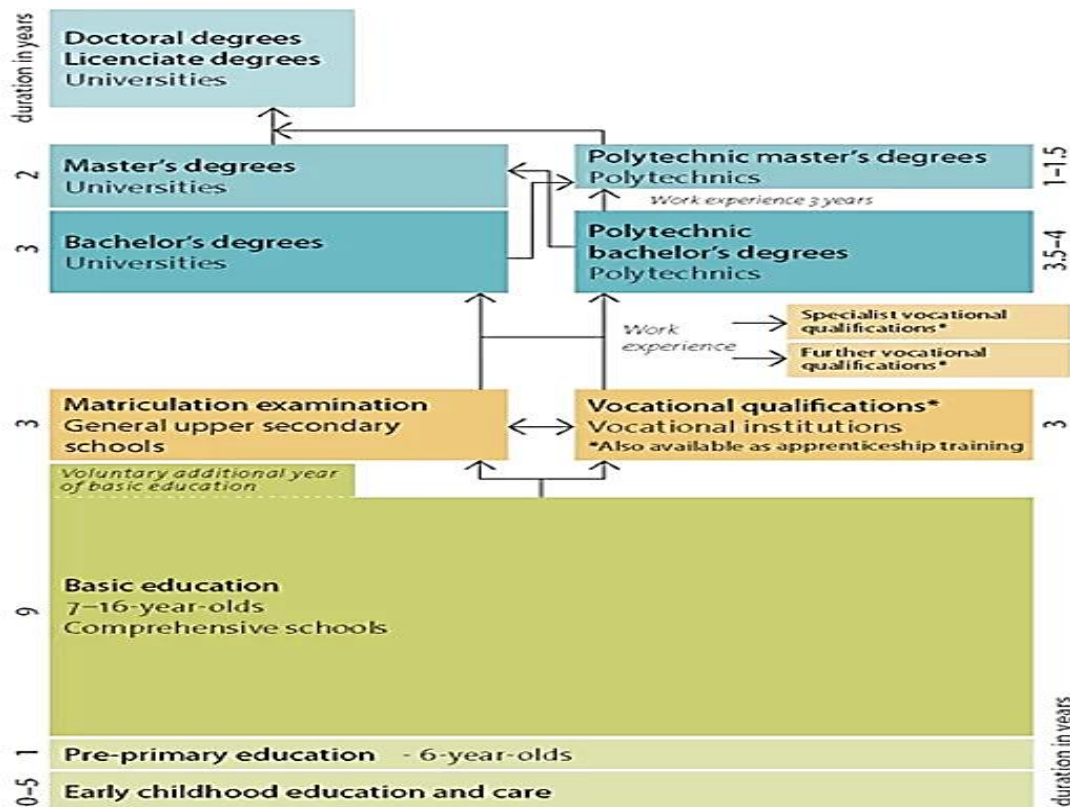 duration in years
Doctoral degrees
Licenciate degrees
Universities
2
Master's degrees
Universities
Polytechnic master's degrees
Polytechnics
1–1.5
Work experience 3 years
3
Bachelor's degrees
Universities
Polytechnic
bachelor's degrees
Polytechnics
3.5–4
Work
experience
Specialist vocational
qualifications*
Further vocational
qualifications*
3
Matriculation examination
General upper secondary
schools
Vocational qualifications*
Vocational institutions
*Also available as apprenticeship training
3
Voluntary additional year
of basic education
9
Basic education
7–16-year-olds
Comprehensive schools
1
Pre-primary education - 6-year-olds
0–5
Early childhood education and care
duration in years